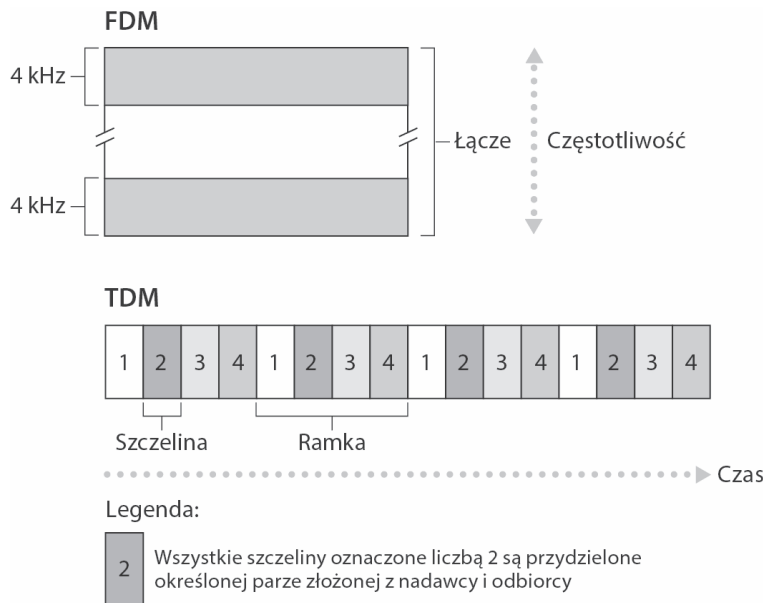 FDM
4 kHz
4 kHz
Łącze
Częstotliwość
TDM
1 2 3 4 1 2 3 4 1 2 3 4 1 2 3 4
Szczelina
Ramka
Czas
Legenda:
2
Wszystkie szczeliny oznaczone liczbą 2 są przydzielone
określonej parze złożonej z nadawcy i odbiorcy